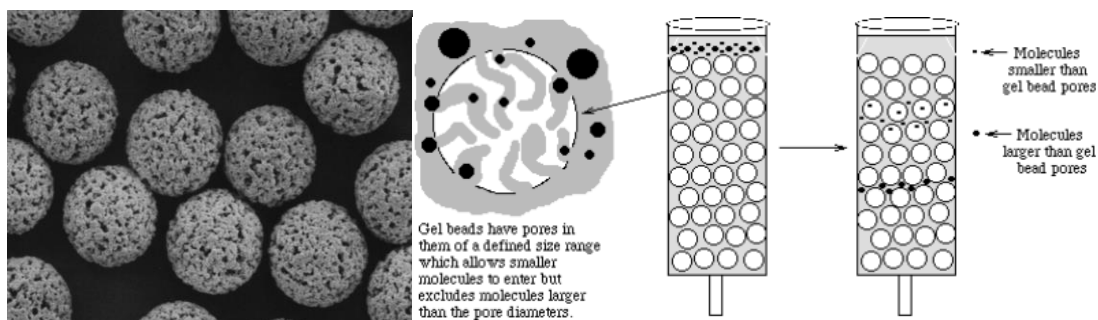 Gel beads have pores in
them of a defined size range
which allows smaller
molecules to enter but
excludes molecules larger
than the pore diameters.
Molecules
smaller than
gel bead pores
Molecules
larger than gel
bead pores